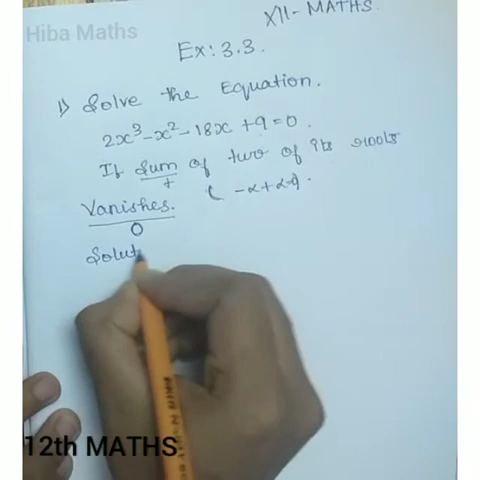 Hiba Maths
XII- MATHS.
Ex: 3.3.
1) Solve the Equation.
2x³-x²-18x+9=0.
If Sum of two of its roots
+
Vanishes. ( -α+α
0
Solut
12th MATHS